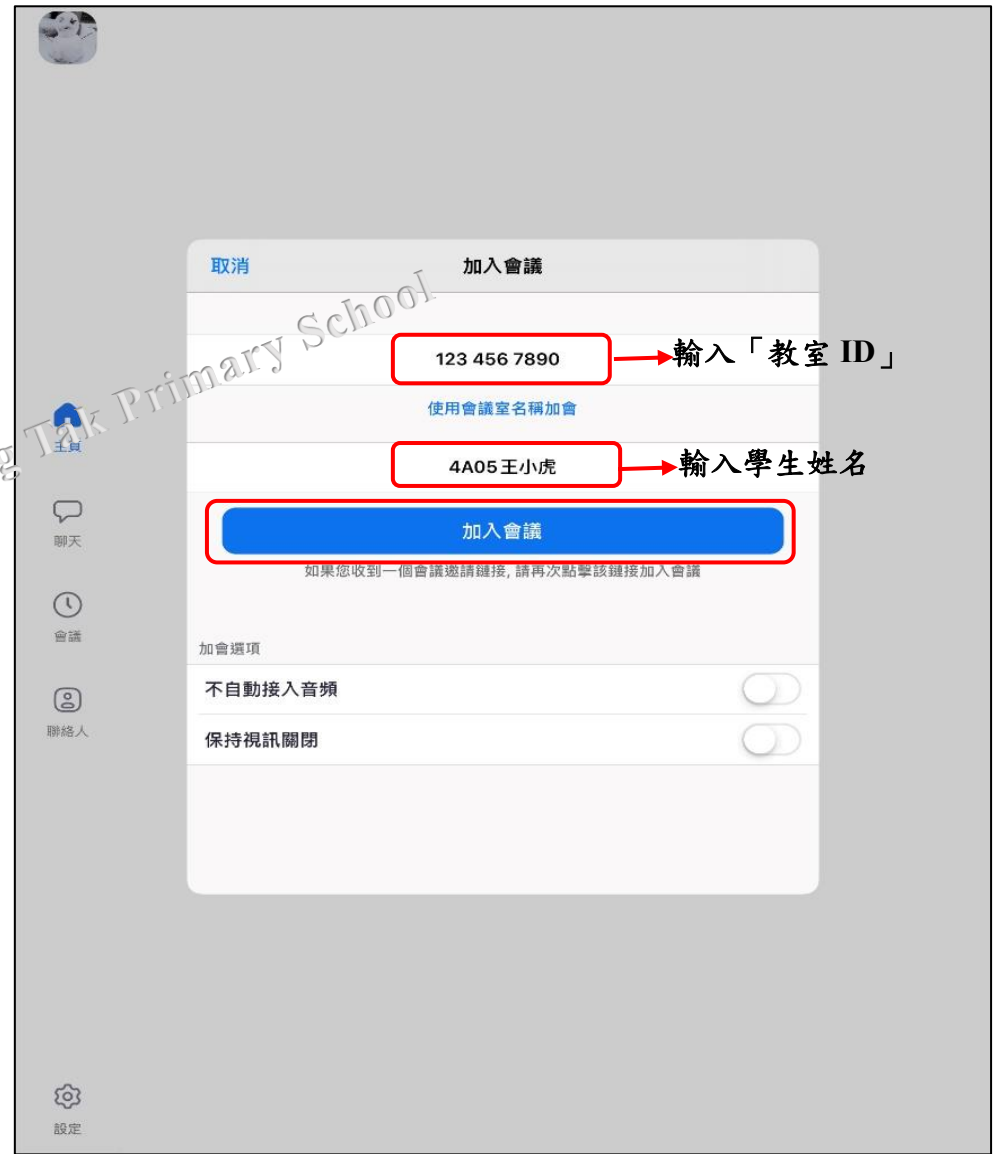 取消
加入會議
123 456 7890
輸入「教室 ID」
使用會議室名稱加會
4A05 王小虎
輸入學生姓名
加入會議
如果您收到一個會議邀請鏈接, 請再次點擊該鏈接加入會議
加會選項
不自動接入音頻
保持視訊關閉
主頁
聊天
會議
聯絡人
設定
Tak Primary School